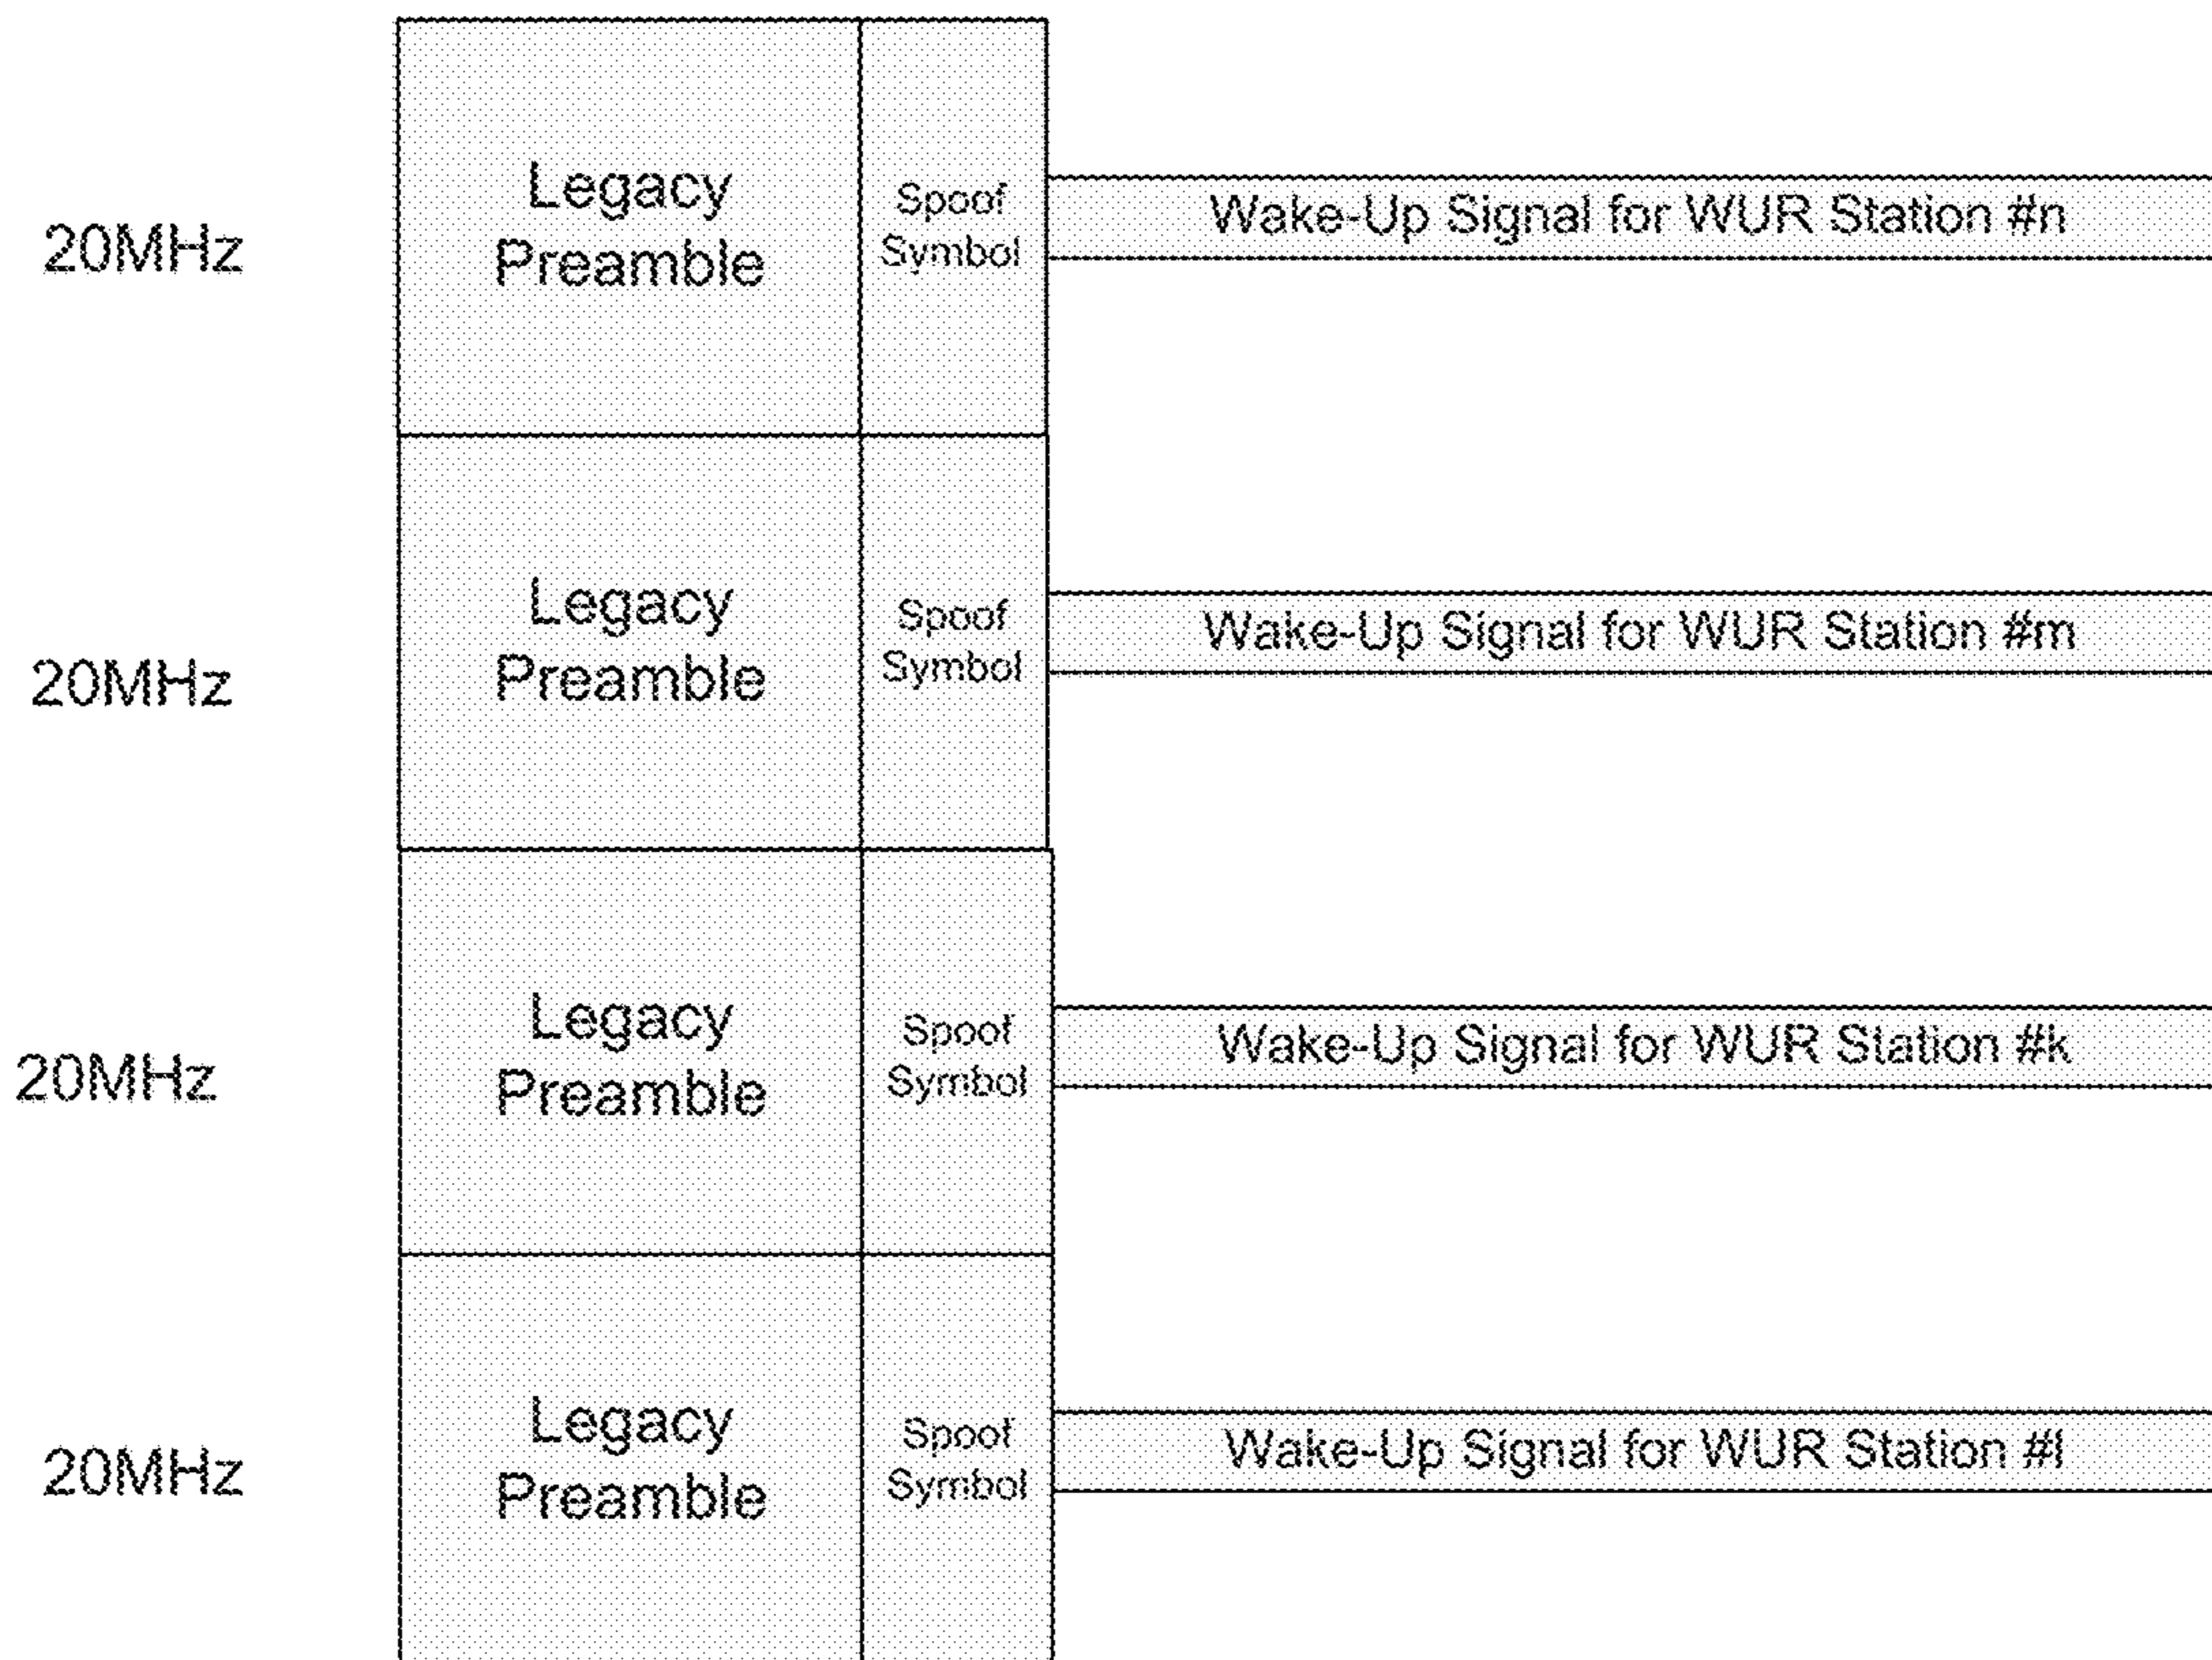 Legacy
Preamble
Spoof
Symbol
Wake-Up Signal for WUR Station #n
20MHz
Legacy
Preamble
Spoof
Symbol
Wake-Up Signal for WUR Station #m
20MHz
Legacy
Preamble
Spoof
Symbol
Wake-Up Signal for WUR Station #k
20MHz
Legacy
Preamble
Spoof
Symbol
Wake-Up Signal for WUR Station #l
20MHz